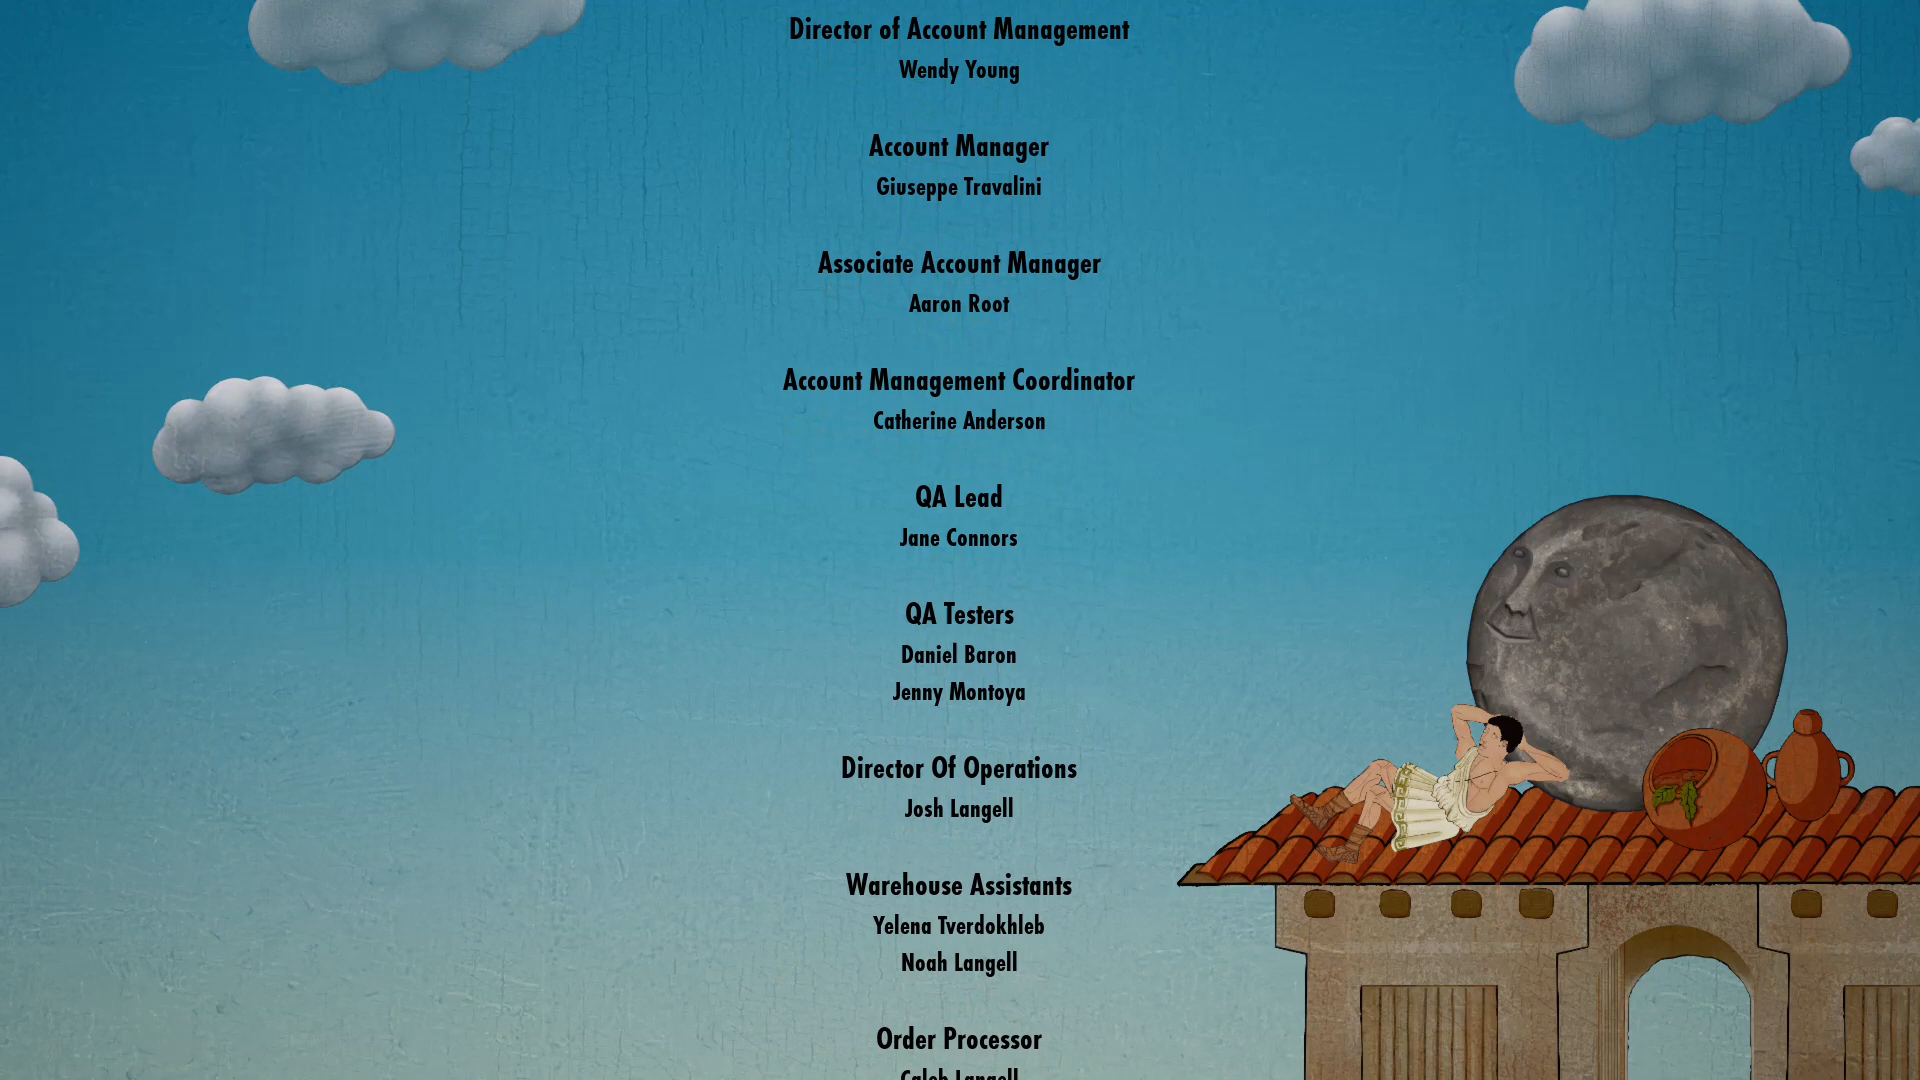 Director of Account Management
Wendy Young
Account Manager
Giuseppe Travalini
Associate Account Manager
Aaron Root
Account Management Coordinator
Catherine Anderson
QA Lead
Jane Connors
QA Testers
Daniel Baron
Jenny Montoya
Director Of Operations
Josh Langell
Warehouse Assistants
Yelena Tverdokhleb
Noah Langell
Order Processor
Caleb Langell